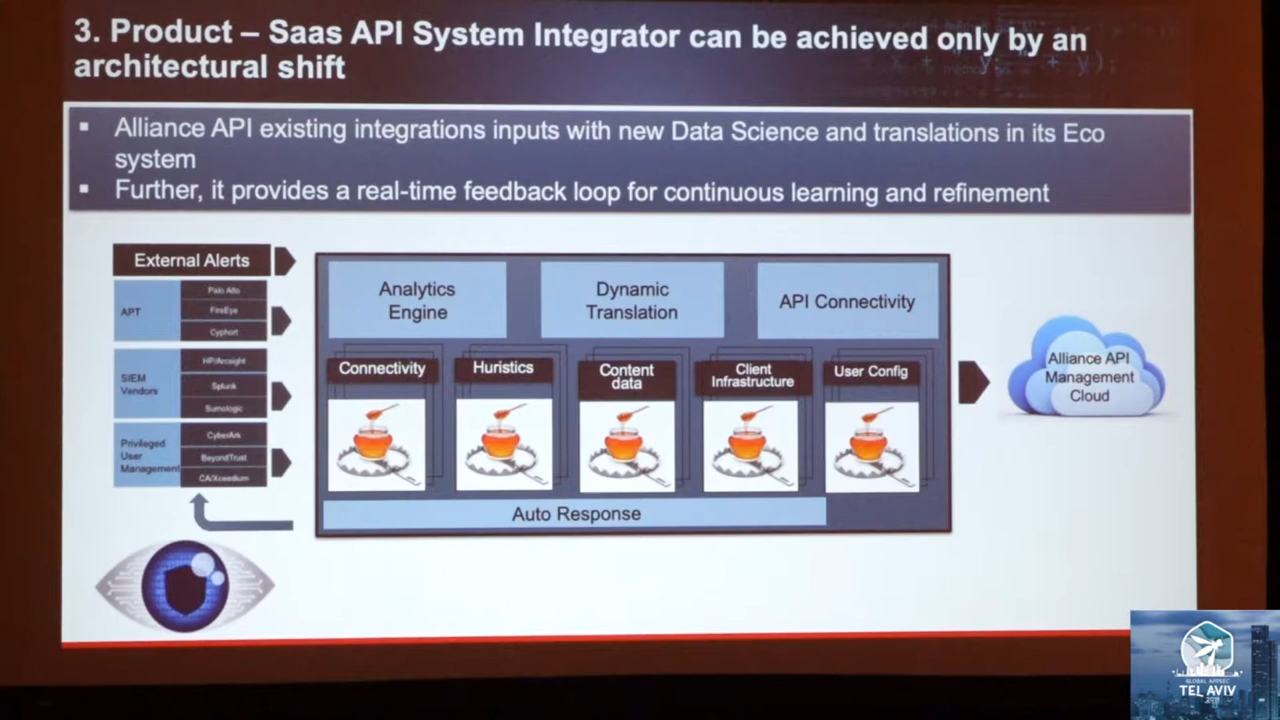 3. Product – Saas API System Integrator can be achieved only by an
architectural shift
▪ Alliance API existing integrations inputs with new Data Science and translations in its Eco
system
▪ Further, it provides a real-time feedback loop for continuous learning and refinement
External Alerts
APT
Palo Alto
FireEye
Cyphort
SIEM
Vendors
HP/Arcsight
Splunk
Sumologic
Privileged
User
Management
CyberArk
BeyondTrust
CA/Xceedium
Analytics
Engine
Dynamic
Translation
API Connectivity
Connectivity
Huristics
Content
data
Client
Infrastructure
User Config
Auto Response
Alliance API
Management
Cloud
GLOBAL APPSEC
TEL AVIV